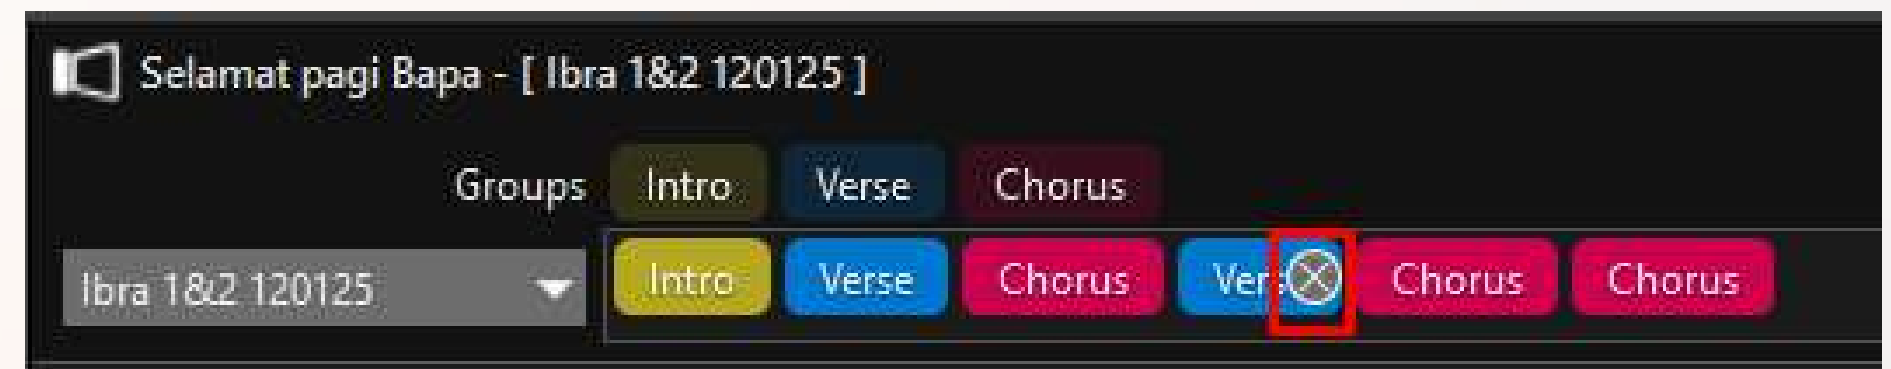 Selamat pagi Bapa - [ Ibra 1&2 120125 ]
Groups Intro Verse Chorus
Ibra 1&2 120125 Intro Verse Chorus Vers Chorus Chorus